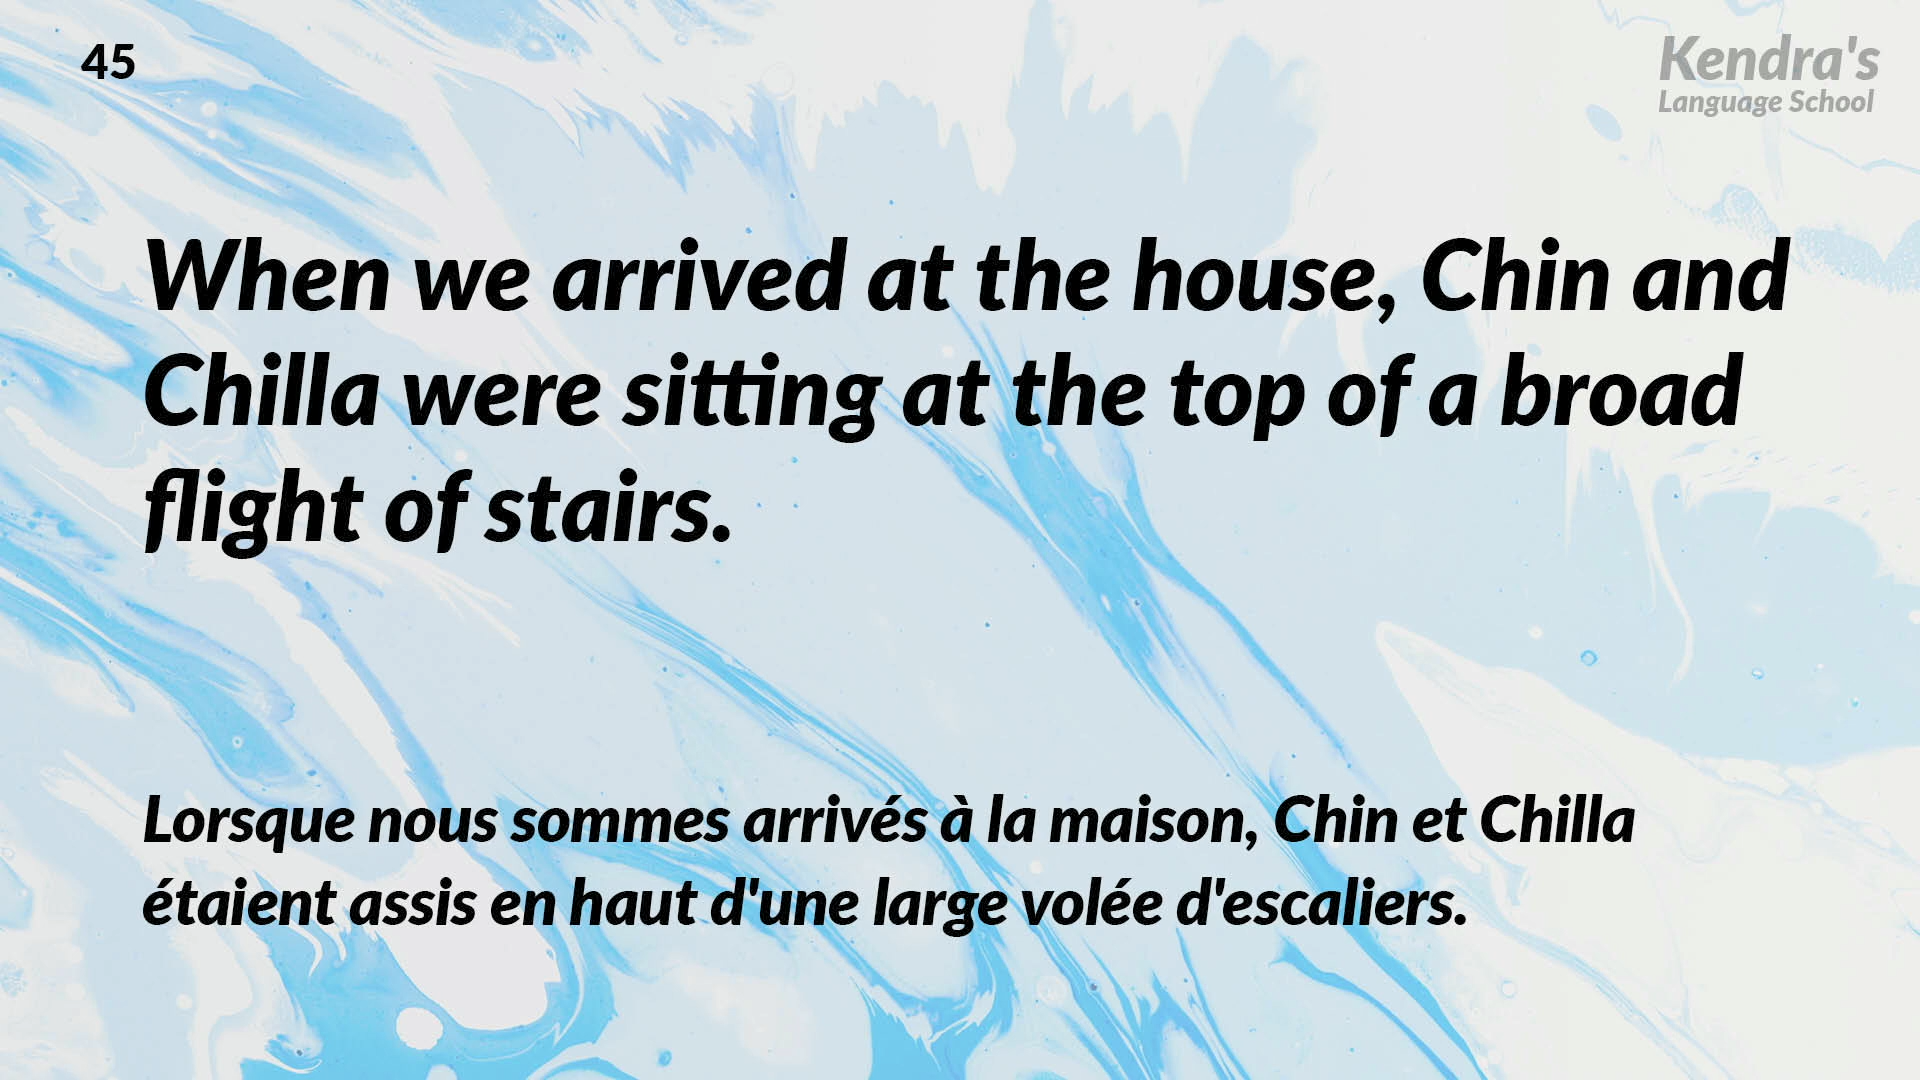 45
Kendra's
Language School
When we arrived at the house, Chin and
Chilla were sitting at the top of a broad
flight of stairs.
Lorsque nous sommes arrivés à la maison, Chin et Chilla
étaient assis en haut d'une large volée d'escaliers.